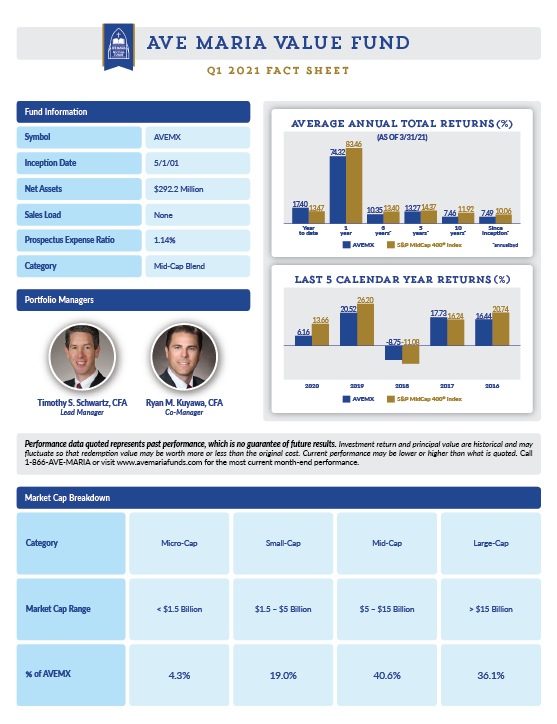 AVE MARIA VALUE FUND
Q1 2021 FACT SHEET
Fund Information
Symbol AVEMX
Inception Date 5/1/01
Net Assets $292.2 Million
Sales Load None
Prospectus Expense Ratio 1.14%
Category Mid-Cap Blend
Portfolio Managers
Timothy S. Schwartz, CFA
Lead Manager
Ryan M. Kuyawa, CFA
Co-Manager
AVERAGE ANNUAL TOTAL RETURNS (%)
(AS OF 3/31/21)
17.40 13.47 74.32 83.46 10.35 13.40 13.27 14.37 7.46 11.92 7.49 10.06
Year to date
1 year
5 year^
10 year^
Since Inception^
AVEMX S&P MidCap 400® Index
^annualized
LAST 5 CALENDAR YEAR RETURNS (%)
6.16 13.66 20.52 26.20 -8.75 -11.08 17.73 16.24 16.44 20.74
2020 2019 2018 2017 2016
AVEMX S&P MidCap 400® Index
Performance data quoted represents past performance, which is no guarantee of future results. Investment return and principal value are historical and may
fluctuate so that redemption value may be worth more or less than the original cost. Current performance may be lower or higher than what is quoted. Call
1-866-AVE-MARIA or visit www.avemariafunds.com for the most current month-end performance.
Market Cap Breakdown
Category Micro-Cap Small-Cap Mid-Cap Large-Cap
Market Cap Range < $1.5 Billion $1.5 – $5 Billion $5 – $15 Billion > $15 Billion
% of AVEMX 4.3% 19.0% 40.6% 36.1%